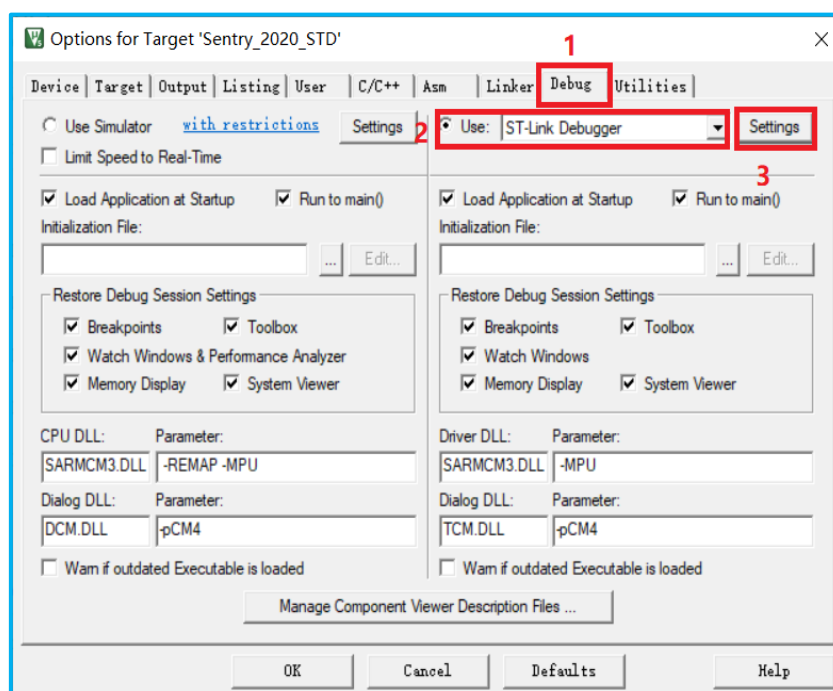 Options for Target 'Sentry_2020_STD'
1
Device Target Output Listing User C/C++ Asm Linker Debug Utilities
Use Simulator with restrictions Settings 2 Use: ST-Link Debugger Settings
Limit Speed to Real-Time
3
Load Application at Startup Run to main() Load Application at Startup Run to main()
Initialization File: Initialization File:
... Edit... ... Edit...
Restore Debug Session Settings Restore Debug Session Settings
Breakpoints Toolbox Breakpoints Toolbox
Watch Windows & Performance Analyzer Watch Windows
Memory Display System Viewer Memory Display System Viewer
CPU DLL: Parameter: Driver DLL: Parameter:
SARMCM3.DLL -REMAP -MPU SARMCM3.DLL -MPU
Dialog DLL: Parameter: Dialog DLL: Parameter:
DCM.DLL -pCM4 TCM.DLL -pCM4
Warn if outdated Executable is loaded Warn if outdated Executable is loaded
Manage Component Viewer Description Files ...
OK Cancel Defaults Help